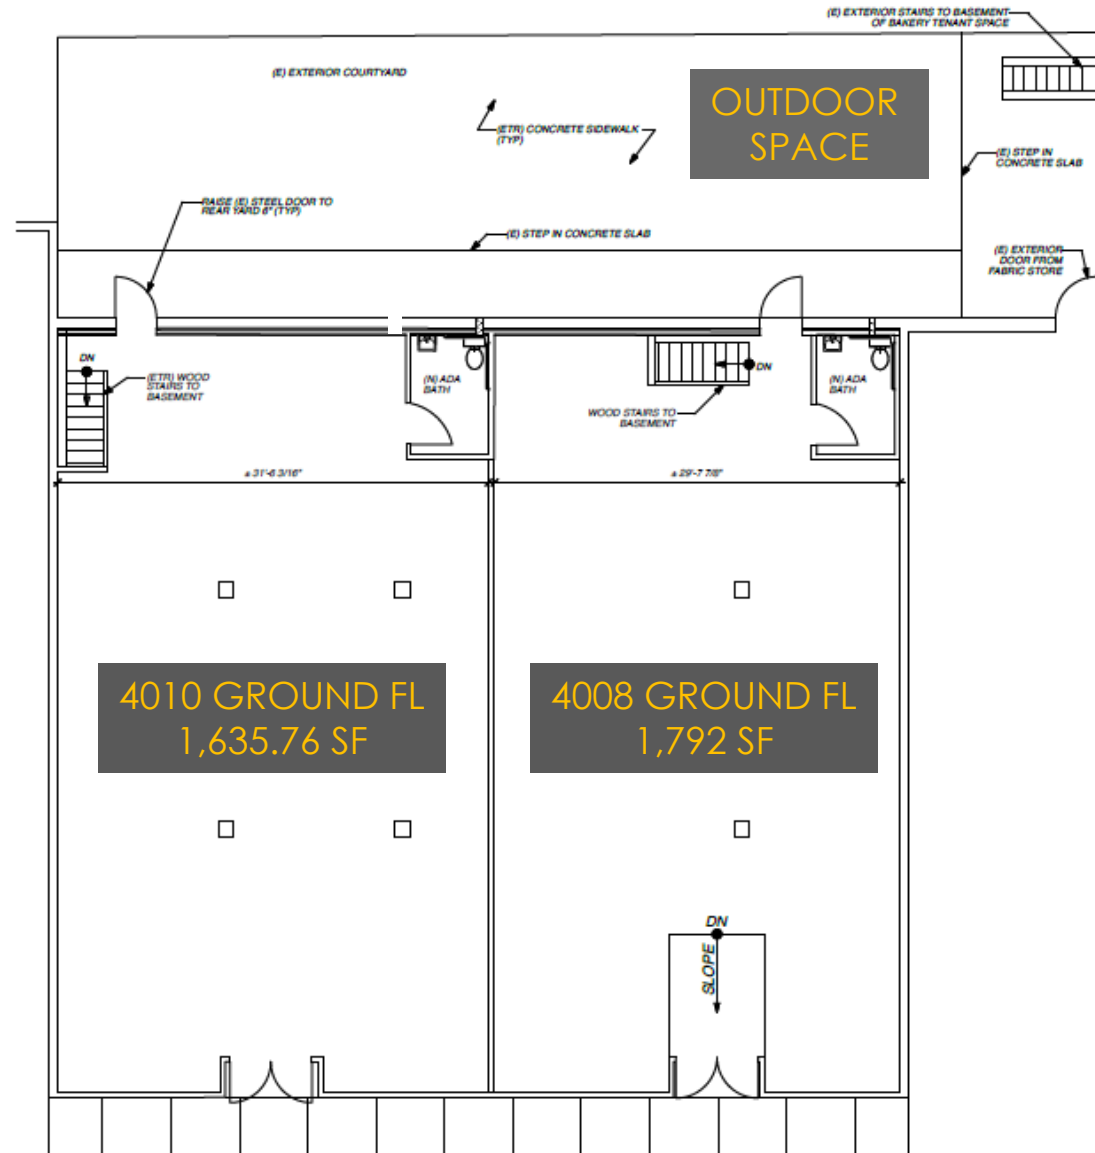 (E) EXTERIOR STAIRS TO BASEMENT
OF BAKERY TENANT SPACE
(E) EXTERIOR COURTYARD
OUTDOOR
SPACE
(ETR) CONCRETE SIDEWALK
(TYP)
(E) STEP IN
CONCRETE SLAB
RAISE (E) STEEL DOOR TO
REAR YARD 6" (TYP)
(E) STEP IN CONCRETE SLAB
(E) EXTERIOR
DOOR FROM
FABRIC STORE
DN
(ETR) WOOD
STAIRS TO
BASEMENT
(N) ADA
BATH
DN
WOOD STAIRS TO
BASEMENT
(N) ADA
BATH
± 31'-6 3/16"
± 29'-7 7/8"
4010 GROUND FL
1,635.76 SF
4008 GROUND FL
1,792 SF
DN
SLOPE